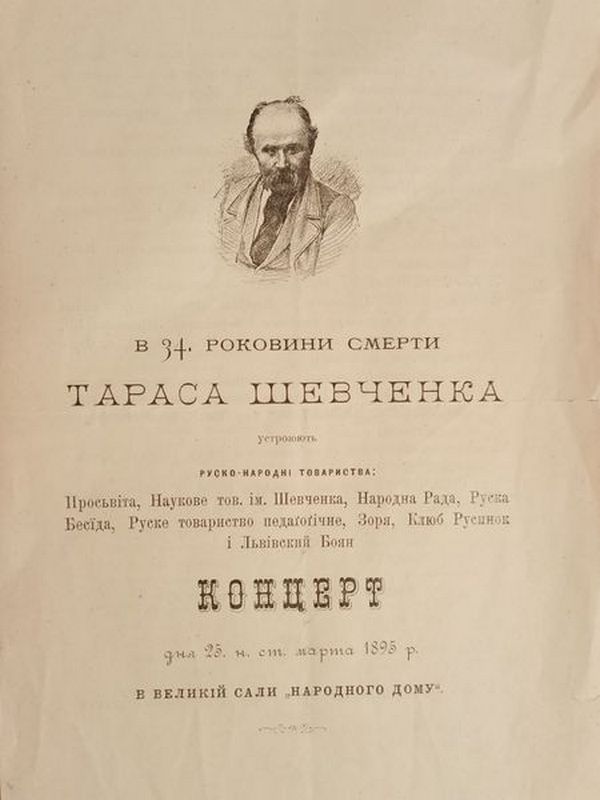 В 34. РОКОВИНИ СМЕРТИ
ТАРАСА ШЕВЧЕНКА
устроюють
РУСКО-НАРОДНІ ТОВАРИСТВА:
Просьвіта, Наукове тов. ім. Шевченка, Народна Рада, Руска
Бесїда, Руске товариство педаґоґічне, Зоря, Клюб Русинок
і Львівский Боян
КОНЦЕРТ
дня 25. н. ст. марта 1895 р.
В ВЕЛИКІЙ САЛИ „НАРОДНОГО ДОМУ“.